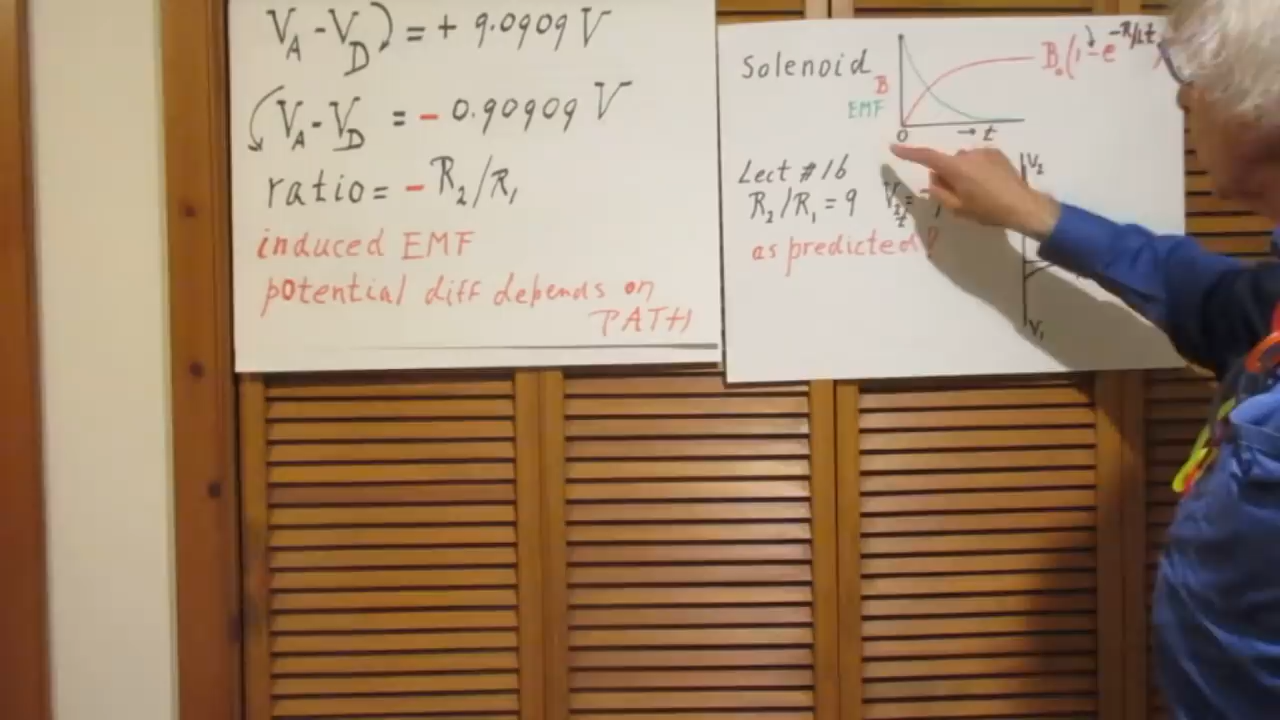 V_A - V_D = + 9.0909 V
V_A - V_D = - 0.90909 V
ratio = - R_2/R_1
induced EMF
potential diff depends on
PATH
Solenoid
B
EMF
B_0(1-e^{-R/Lt}
0
→ t
Lect #16
R_2/R_1 = 9
as predicted?
V_2
V_1